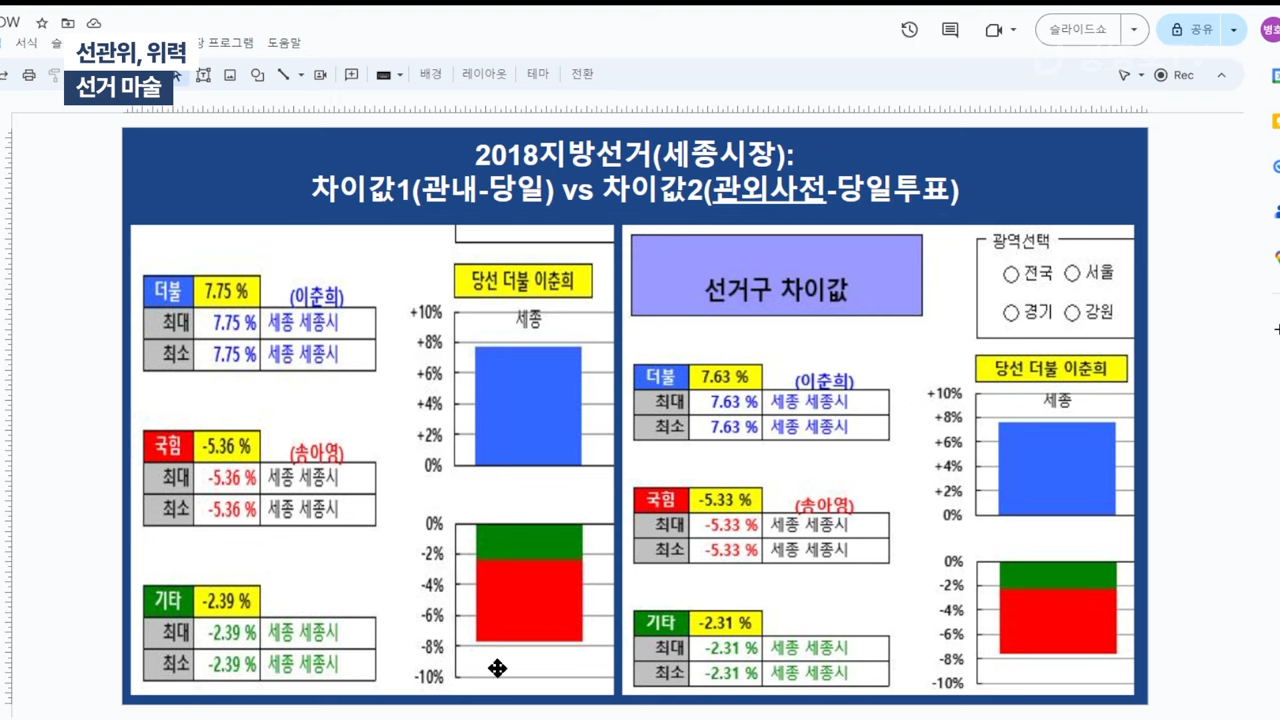 OW
서식 슬
당 프로그램 도움말
선관위, 위력
선거 마술
슬라이드쇼
공유
병호
배경 레이아웃 테마 전환
Rec
2018지방선거(세종시장):
차이값1(관내-당일) vs 차이값2(관외사전-당일투표)
더불 7.75 % (이춘희)
최대 7.75 % 세종 세종시
최소 7.75 % 세종 세종시
국힘 -5.36 % (송아영)
최대 -5.36 % 세종 세종시
최소 -5.36 % 세종 세종시
기타 -2.39 %
최대 -2.39 % 세종 세종시
최소 -2.39 % 세종 세종시
당선 더불 이춘희
세종
+10%
+8%
+6%
+4%
+2%
0%
0%
-2%
-4%
-6%
-8%
-10%
선거구 차이값
광역선택
전국 서울
경기 강원
더불 7.63 % (이춘희)
최대 7.63 % 세종 세종시
최소 7.63 % 세종 세종시
국힘 -5.33 % (송아영)
최대 -5.33 % 세종 세종시
최소 -5.33 % 세종 세종시
기타 -2.31 %
최대 -2.31 % 세종 세종시
최소 -2.31 % 세종 세종시
당선 더불 이춘희
세종
+10%
+8%
+6%
+4%
+2%
0%
0%
-2%
-4%
-6%
-8%
-10%